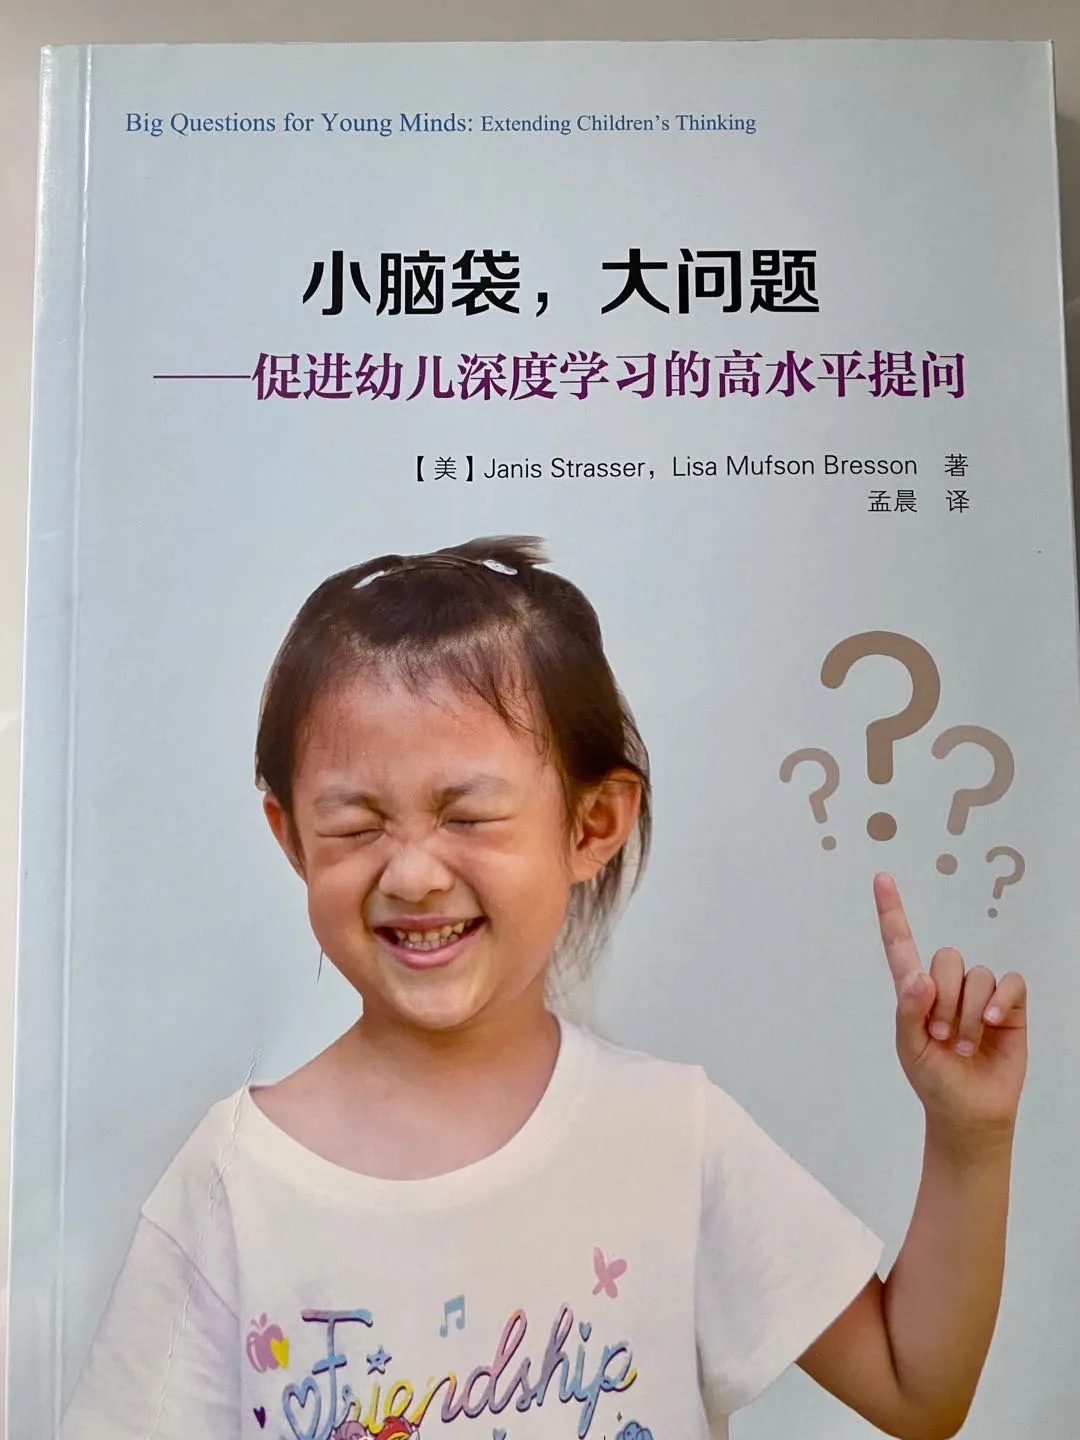 Big Questions for Young Minds: Extending Children's Thinking
小脑袋，大问题
——促进幼儿深度学习的高水平提问
【美】Janis Strasser，Lisa Mufson Bresson 著
孟晨 译
Friendship